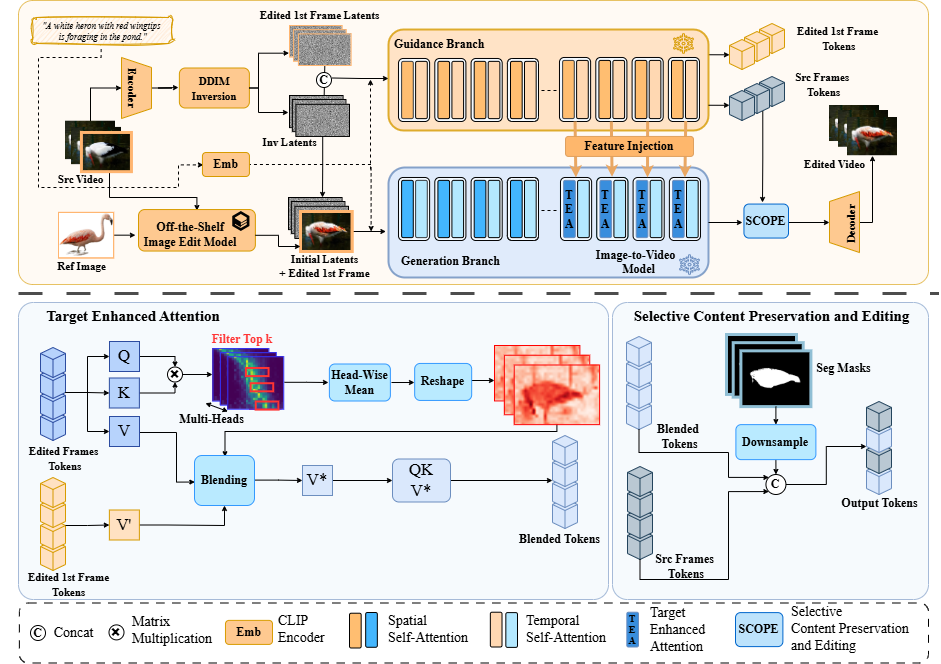 "A white heron with red wingtips
is foraging in the pond."
Encoder
DDIM
Inversion
Src Video
Emb
Ref Image
Off-the-Shelf
Image Edit Model
Edited 1st Frame Latents
C
Inv Latents
Initial Latents
+ Edited 1st Frame
Guidance Branch
Feature Injection
TEA
TEA
TEA
TEA
Generation Branch
Image-to-Video
Model
Edited 1st Frame
Tokens
Src Frames
Tokens
Edited Video
SCOPE
Decoder
Target Enhanced Attention
Edited Frames
Tokens
Q
K
V
Filter Top k
Multi-Heads
Head-Wise
Mean
Reshape
Blending
V*
QK
V*
Blended Tokens
V'
Edited 1st Frame
Tokens
Selective Content Preservation and Editing
Seg Masks
Blended
Tokens
Downsample
C
Output Tokens
Src Frames
Tokens
C
Concat
Matrix
Multiplication
Emb
CLIP
Encoder
Spatial
Self-Attention
Temporal
Self-Attention
TEA
Target
Enhanced
Attention
SCOPE
Selective
Content Preservation
and Editing